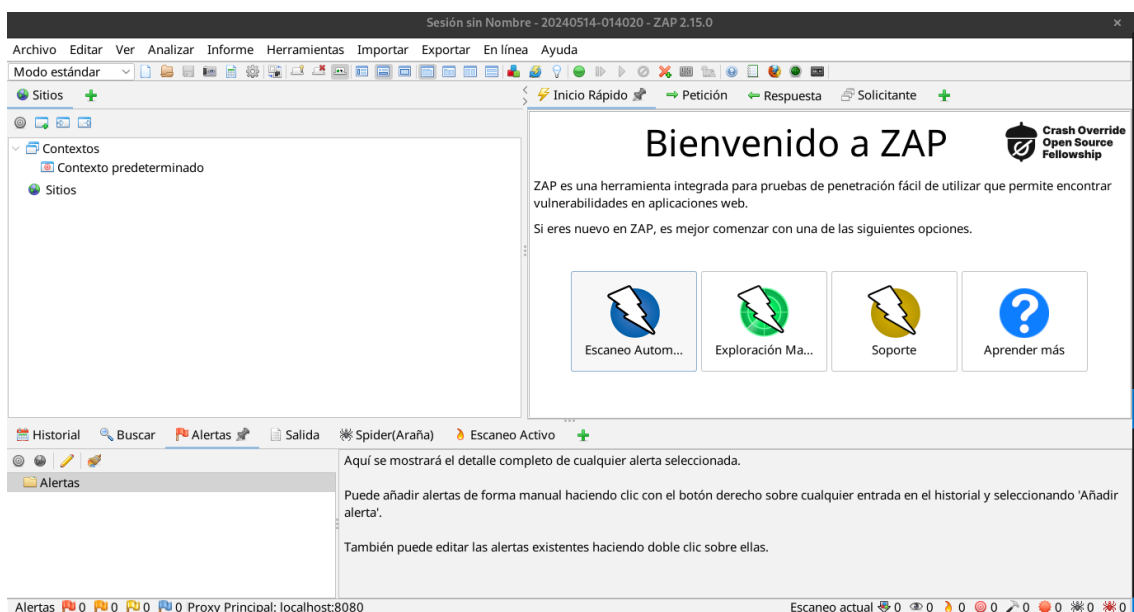 Sesión sin Nombre - 20240514-014020 - ZAP 2.15.0
Archivo Editar Ver Analizar Informe Herramientas Importar Exportar En línea Ayuda
Modo estándar
Sitios
Inicio Rápido Petición Respuesta Solicitante
Contextos
Contexto predeterminado
Sitios
Bienvenido a ZAP
Crash Override
Open Source
Fellowship
ZAP es una herramienta integrada para pruebas de penetración fácil de utilizar que permite encontrar
vulnerabilidades en aplicaciones web.
Si eres nuevo en ZAP, es mejor comenzar con una de las siguientes opciones.
Escaneo Autom... Exploración Ma... Soporte Aprender más
Historial Buscar Alertas Salida Spider(Araña) Escaneo Activo
Alertas
Aquí se mostrará el detalle completo de cualquier alerta seleccionada.
Puede añadir alertas de forma manual haciendo clic con el botón derecho sobre cualquier entrada en el historial y seleccionando 'Añadir
alerta'.
También puede editar las alertas existentes haciendo doble clic sobre ellas.
Alertas 0 0 0 0 Proxy Principal: localhost:8080 Escaneo actual 0 0 0 0 0 0 0 0